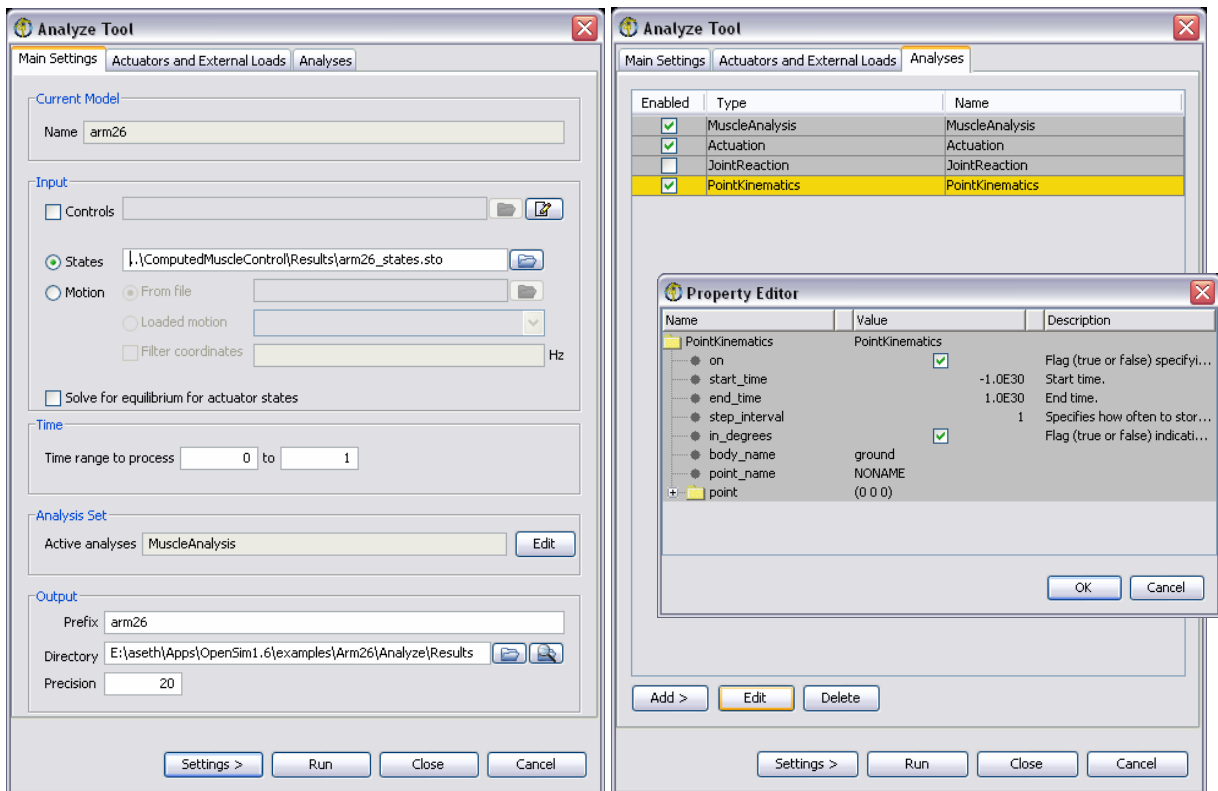 Analyze Tool
Main Settings Actuators and External Loads Analyses
Current Model
Name arm26
Input
Controls
States .\ComputedMuscleControl\Results\arm26_states.sto
Motion From file
Loaded motion
Filter coordinates Hz
Solve for equilibrium for actuator states
Time
Time range to process 0 to 1
Analysis Set
Active analyses MuscleAnalysis Edit
Output
Prefix arm26
Directory E:\aseth\Apps\OpenSim1.6\examples\Arm26\Analyze\Results
Precision 20
Settings > Run Close Cancel
Analyze Tool
Main Settings Actuators and External Loads Analyses
Enabled Type Name
MuscleAnalysis MuscleAnalysis
Actuation Actuation
JointReaction JointReaction
PointKinematics PointKinematics
Property Editor
Name Value Description
PointKinematics PointKinematics
on Flag (true or false) specifyi...
start_time -1.0E30 Start time.
end_time 1.0E30 End time.
step_interval 1 Specifies how often to stor...
in_degrees Flag (true or false) indicati...
body_name ground
point_name NONAME
point (0 0 0)
OK Cancel
Add > Edit Delete
Settings > Run Close Cancel